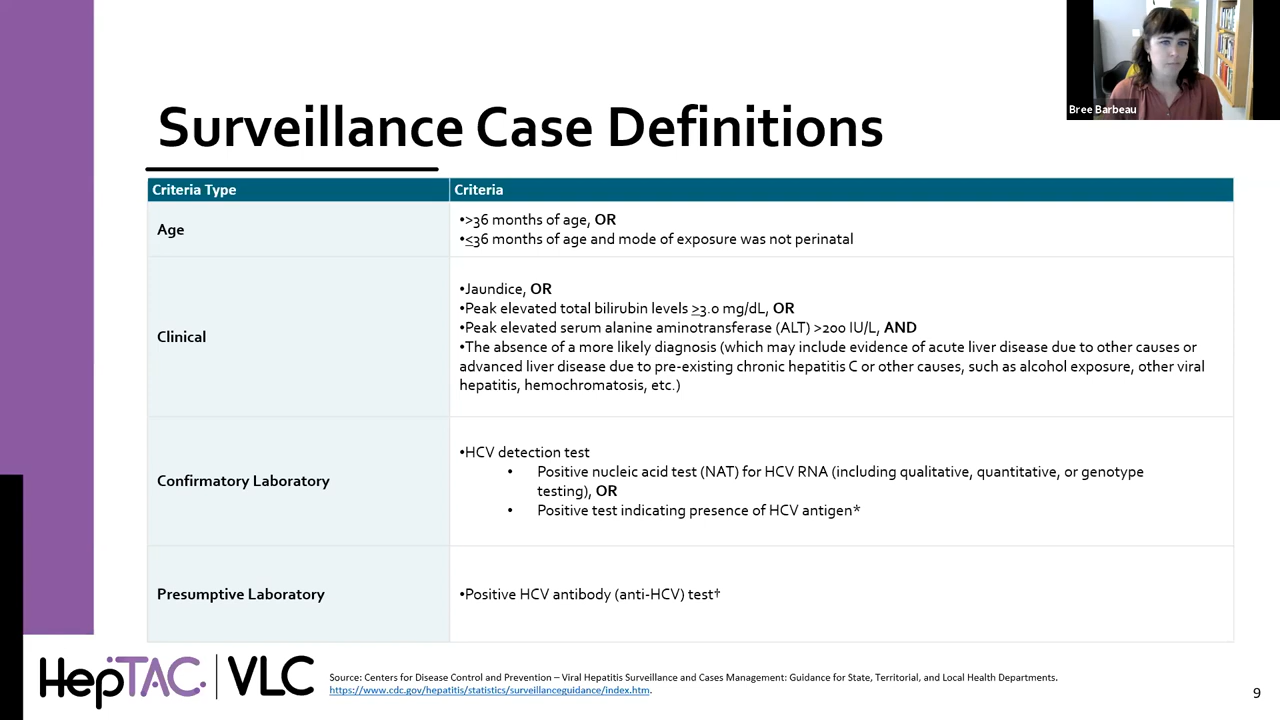 Bree Barbeau
Surveillance Case Definitions
Criteria Type
Criteria
Age
•>36 months of age, OR
•≤36 months of age and mode of exposure was not perinatal
Clinical
•Jaundice, OR
•Peak elevated total bilirubin levels ≥3.0 mg/dL, OR
•Peak elevated serum alanine aminotransferase (ALT) >200 IU/L, AND
•The absence of a more likely diagnosis (which may include evidence of acute liver disease due to other causes or
advanced liver disease due to pre-existing chronic hepatitis C or other causes, such as alcohol exposure, other viral
hepatitis, hemochromatosis, etc.)
Confirmatory Laboratory
•HCV detection test
• Positive nucleic acid test (NAT) for HCV RNA (including qualitative, quantitative, or genotype
testing), OR
• Positive test indicating presence of HCV antigen*
Presumptive Laboratory
•Positive HCV antibody (anti-HCV) test†
HepTAC | VLC
Source: Centers for Disease Control and Prevention – Viral Hepatitis Surveillance and Cases Management: Guidance for State, Territorial, and Local Health Departments.
https://www.cdc.gov/hepatitis/statistics/surveillanceguidance/index.htm.
9